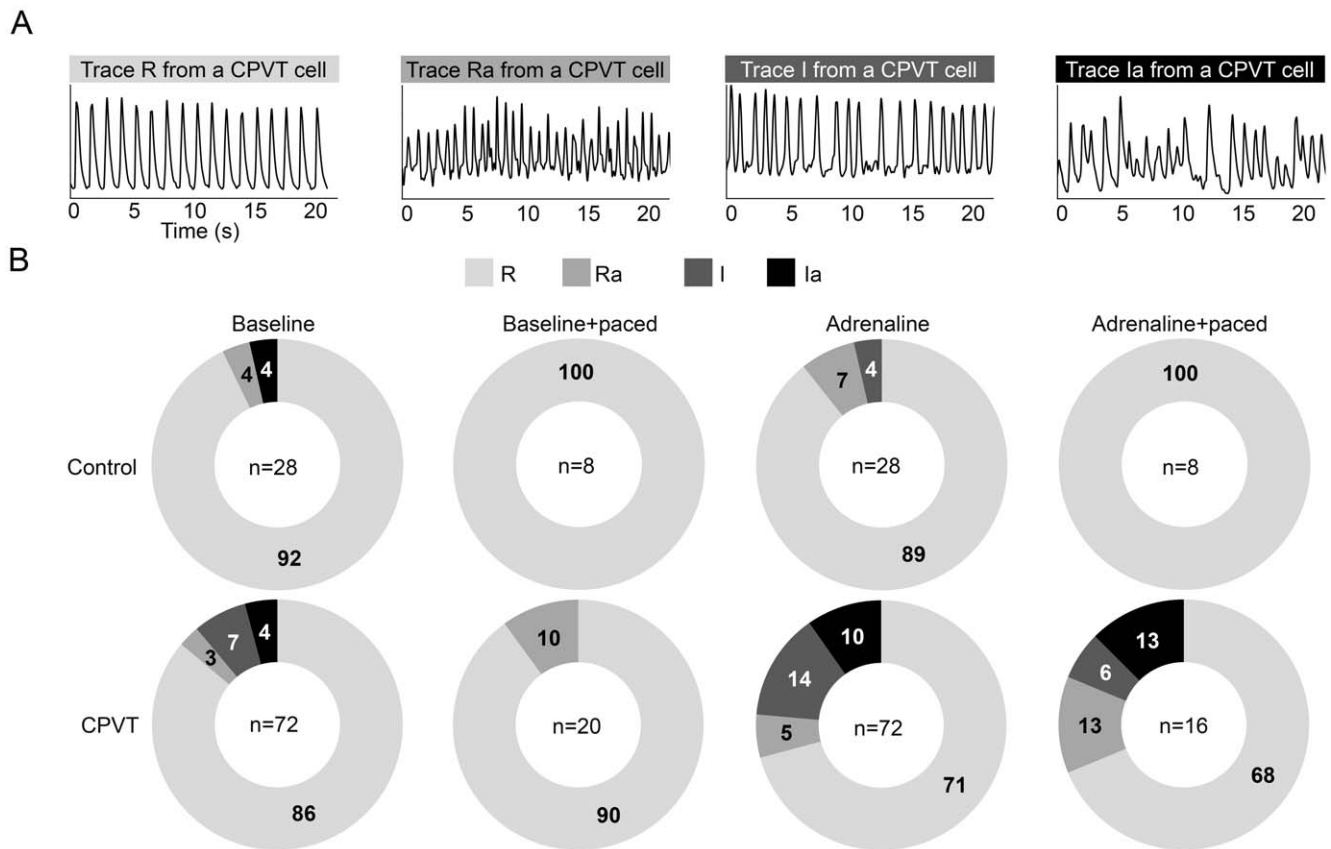 A
Trace R from a CPVT cell
Trace Ra from a CPVT cell
Trace I from a CPVT cell
Trace Ia from a CPVT cell
0 5 10 15 20
0 5 10 15 20
0 5 10 15 20
0 5 10 15 20
Time (s)
B
R
Ra
I
Ia
Baseline
Baseline+paced
Adrenaline
Adrenaline+paced
Control
4
4
n=28
92
100
n=8
7
4
n=28
89
100
n=8
CPVT
3
7
4
n=72
86
10
n=20
90
5
14
10
n=72
71
13
6
13
n=16
68